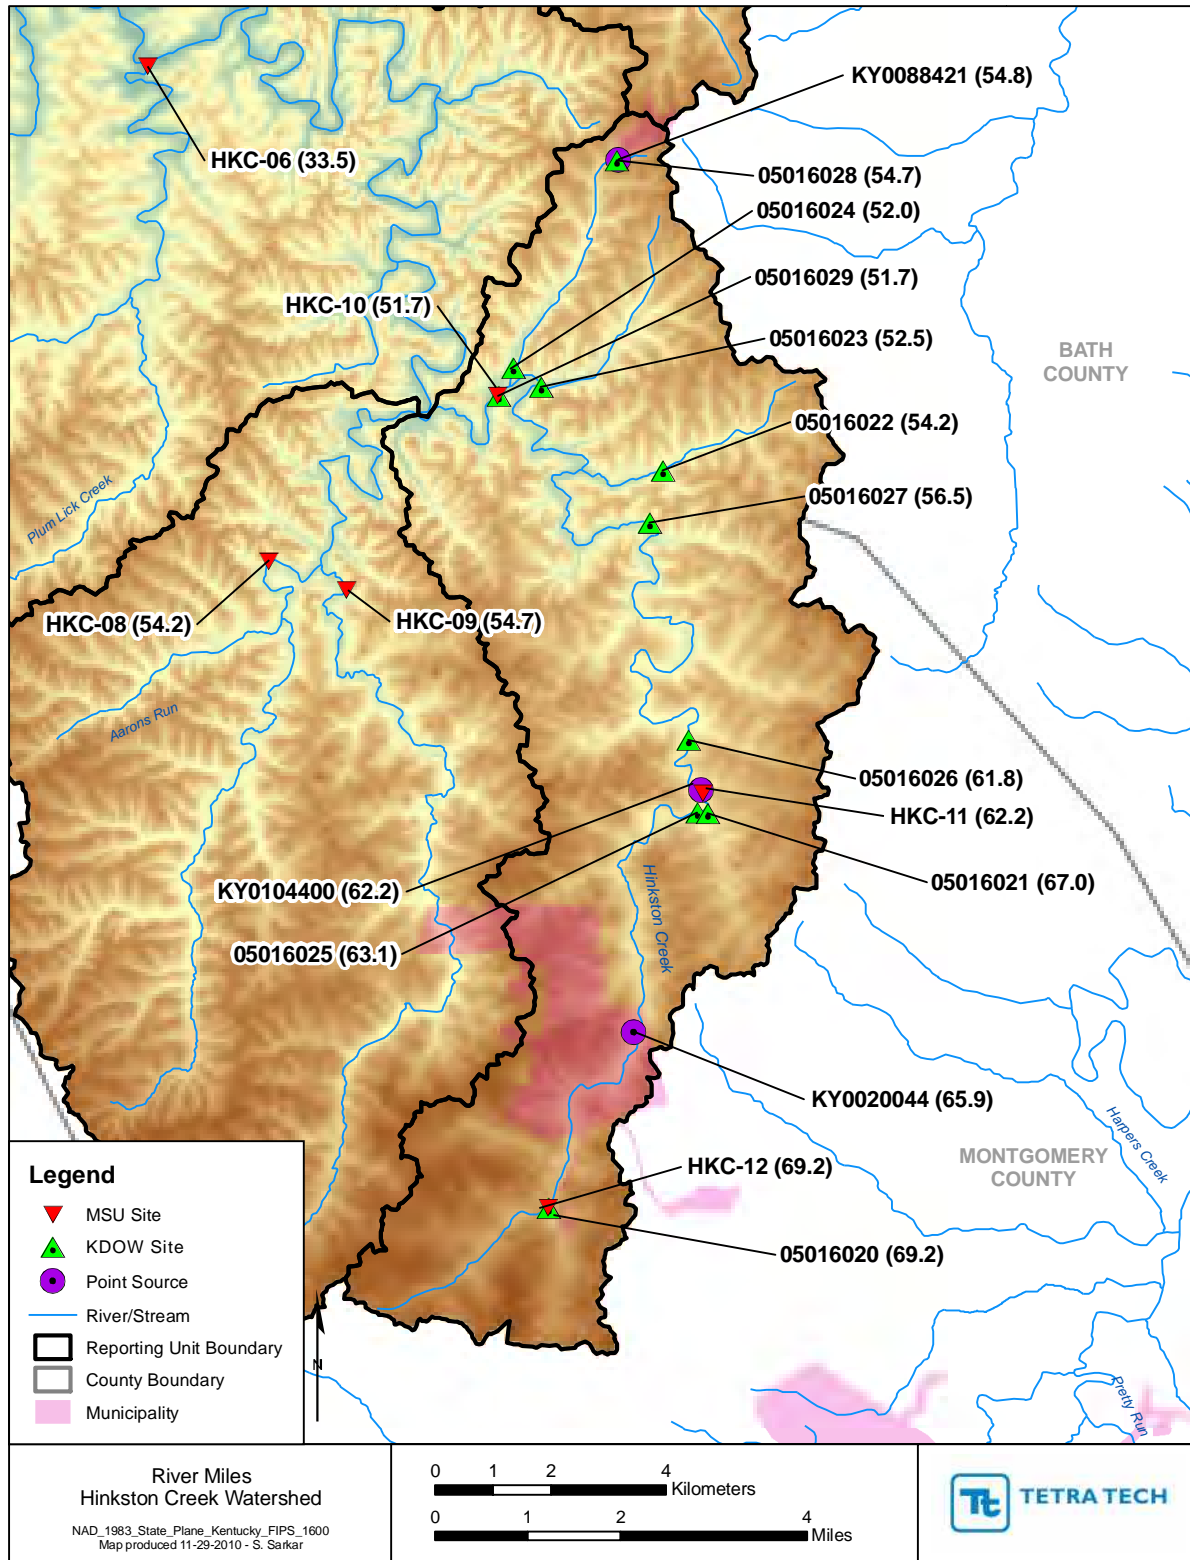 KY0088421 (54.8)
HKC-06 (33.5)
05016028 (54.7)
05016024 (52.0)
05016029 (51.7)
HKC-10 (51.7)
05016023 (52.5)
BATH
COUNTY
05016022 (54.2)
05016027 (56.5)
Plum Lick Creek
HKC-08 (54.2)
HKC-09 (54.7)
Aarons Run
05016026 (61.8)
HKC-11 (62.2)
KY0104400 (62.2)
05016021 (67.0)
Hinkston Creek
05016025 (63.1)
KY0020044 (65.9)
Harpers Creek
MONTGOMERY
COUNTY
HKC-12 (69.2)
05016020 (69.2)
Pretty Run
Legend
MSU Site
KDOW Site
Point Source
River/Stream
Reporting Unit Boundary
County Boundary
Municipality
N
River Miles
Hinkston Creek Watershed
NAD_1983_State_Plane_Kentucky_FIPS_1600
Map produced 11-29-2010 - S. Sarkar
0 1 2 4
Kilometers
0 1 2 4
Miles
Tt TETRA TECH